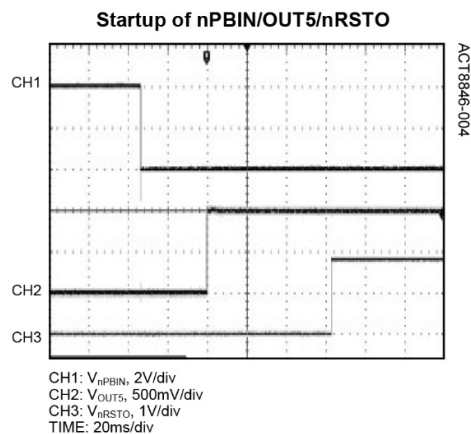 Startup of nPBIN/OUT5/nRSTO
ACT8846-004
CH1
CH2
CH3
CH1: VnPBIN, 2V/div
CH2: VOUT5, 500mV/div
CH3: VnRSTO, 1V/div
TIME: 20ms/div